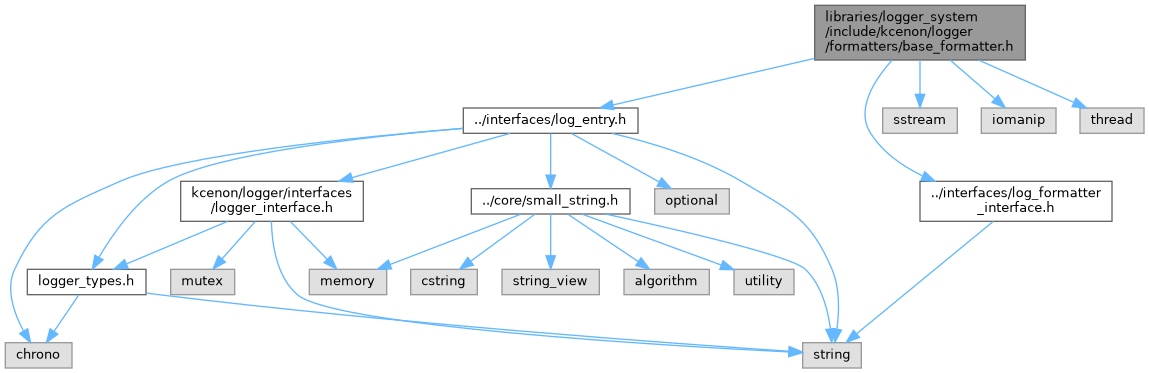 libraries/logger_system
/include/kcenon/logger
/formatters/base_formatter.h
../interfaces/log_entry.h
sstream
iomanip
thread
kcenon/logger/interfaces
/logger_interface.h
../core/small_string.h
optional
../interfaces/log_formatter
_interface.h
logger_types.h
mutex
memory
cstring
string_view
algorithm
utility
chrono
string